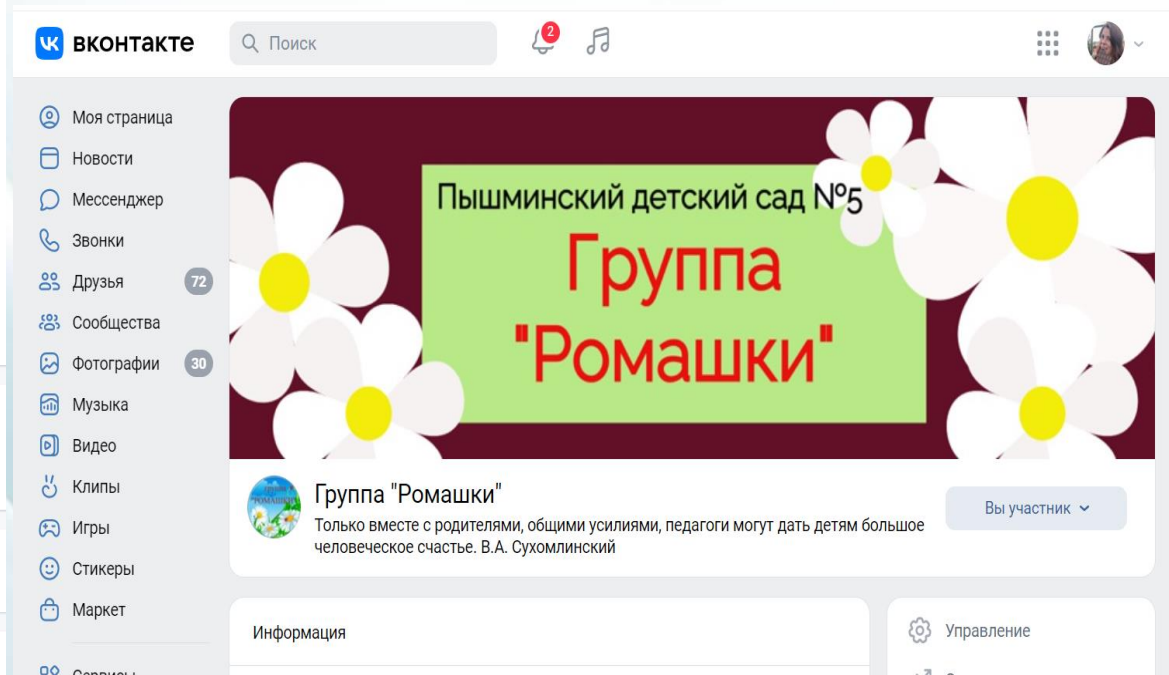 вконтакте
Поиск
2
Моя страница
Новости
Мессенджер
Звонки
Друзья 72
Сообщества
Фотографии 30
Музыка
Видео
Клипы
Игры
Стикеры
Маркет
Пышминский детский сад №5
Группа
"Ромашки"
Группа "Ромашки"
Только вместе с родителями, общими усилиями, педагоги могут дать детям большое
человеческое счастье. В.А. Сухомлинский
Вы участник
Информация
Управление